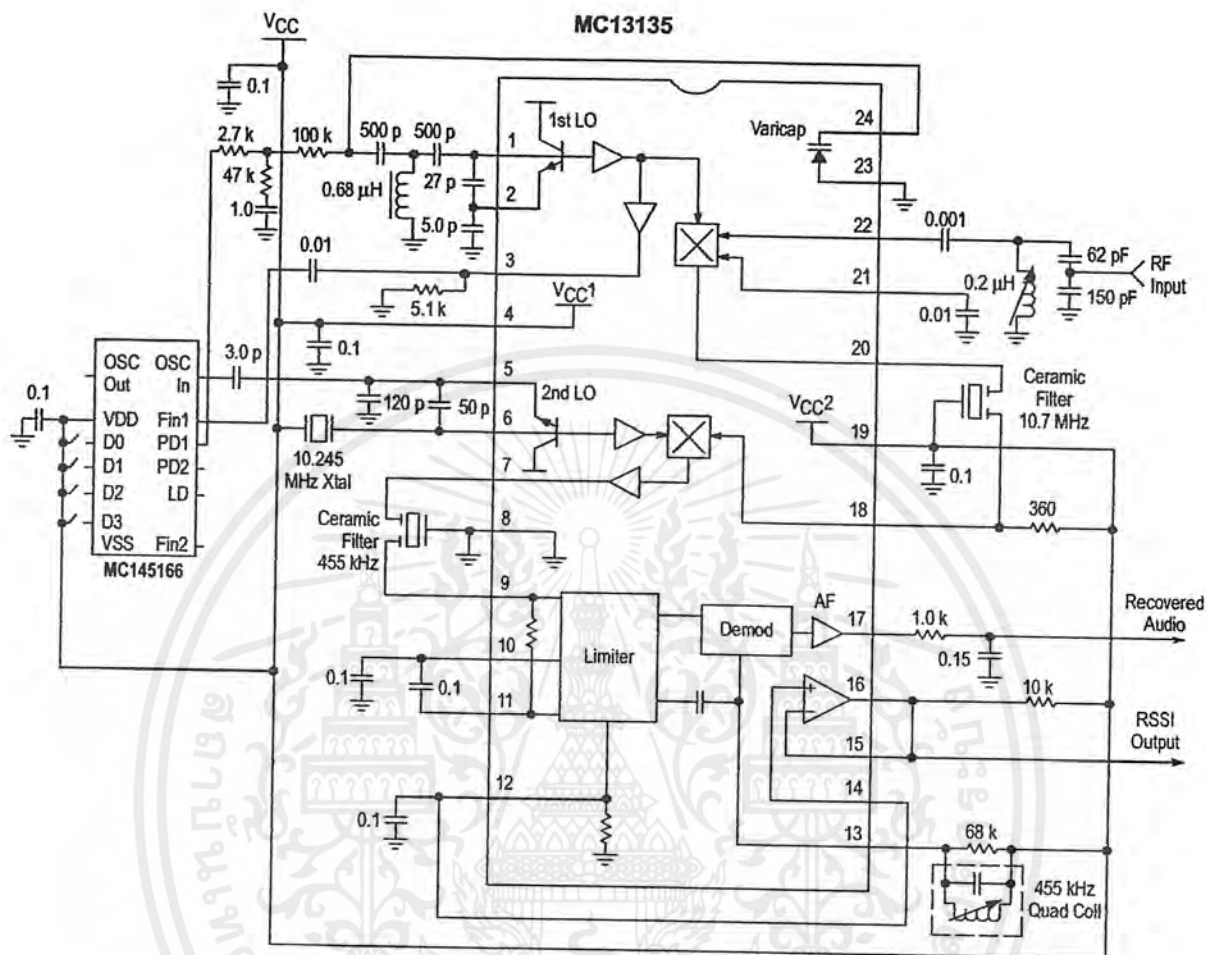 MC13135
VCC
0.1
2.7 k
100 k
500 p
500 p
1
1st LO
Varicap
24
23
47 k
1.0
0.68 µH
27 p
2
5.0 p
0.01
3
5.1 k
VCC1
4
0.1
22
0.001
62 pF
RF
Input
21
0.2 µH
0.01
150 pF
20
3.0 p
5
2nd LO
120 p
50 p
6
10.245
MHz Xtal
7
Ceramic
Filter
10.7 MHz
VCC2
19
0.1
18
360
0.1
OSC
Out
OSC
In
VDD
Fin1
D0
PD1
D1
PD2
D2
LD
D3
VSS
Fin2
MC145166
Ceramic
Filter
455 kHz
8
9
10
0.1
0.1
11
Limiter
Demod
AF
17
1.0 k
Recovered
Audio
0.15
16
10 k
15
RSSI
Output
14
12
0.1
13
68 k
455 kHz
Quad Coil